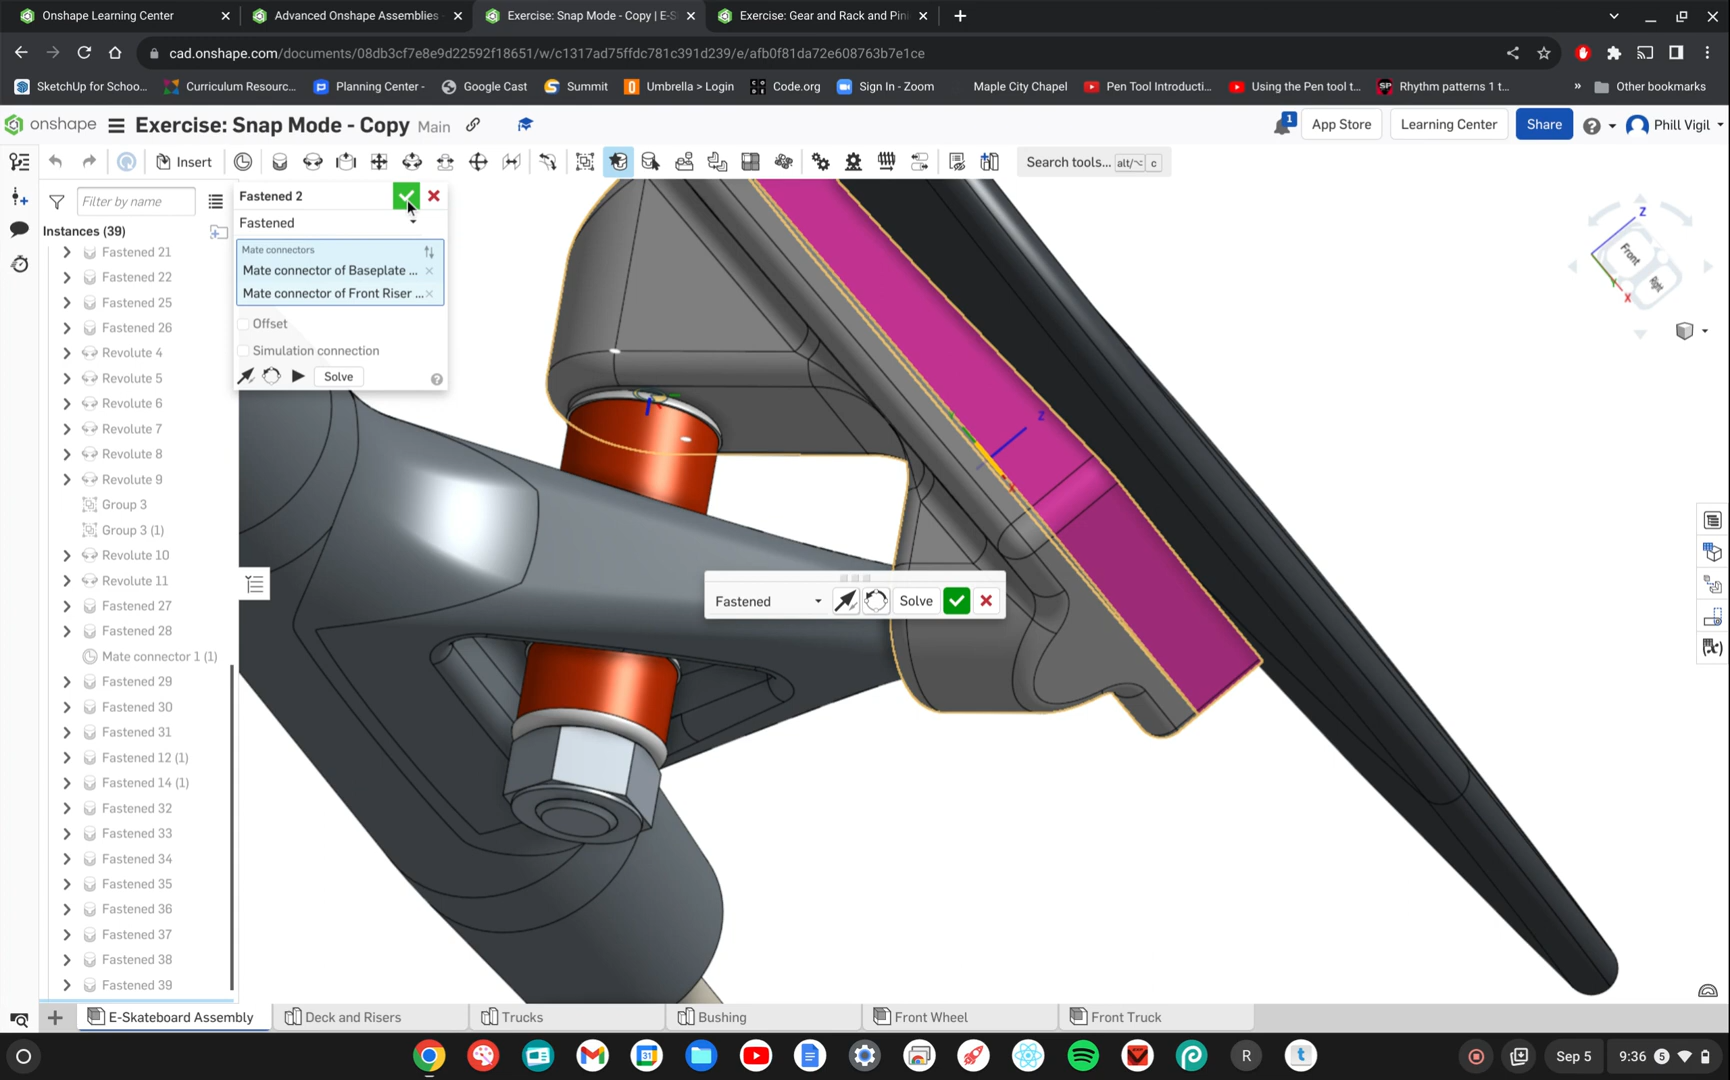 Onshape Learning Center
Advanced Onshape Assemblies
Exercise: Snap Mode - Copy | E-S
Exercise: Gear and Rack and Pin
cad.onshape.com/documents/08db3cf7e8e9d22592f18651/w/c1317ad75ffdc781c391d239/e/afb0f81da72e608763b7e1ce
SketchUp for Schoo...
Curriculum Resourc...
Planning Center -
Google Cast
Summit
Umbrella > Login
Code.org
Sign In - Zoom
Maple City Chapel
Pen Tool Introducti...
Using the Pen tool t...
Rhythm patterns 1 t...
»
Other bookmarks
onshape
Exercise: Snap Mode - Copy
Main
1
App Store
Learning Center
Share
Phill Vigil
Insert
Search tools...
alt/⌥
c
Filter by name
Instances (39)
Fastened 21
Fastened 22
Fastened 25
Fastened 26
Revolute 4
Revolute 5
Revolute 6
Revolute 7
Revolute 8
Revolute 9
Group 3
Group 3 (1)
Revolute 10
Revolute 11
Fastened 27
Fastened 28
Mate connector 1 (1)
Fastened 29
Fastened 30
Fastened 31
Fastened 12 (1)
Fastened 14 (1)
Fastened 32
Fastened 33
Fastened 34
Fastened 35
Fastened 36
Fastened 37
Fastened 38
Fastened 39
Fastened 2
Fastened
Mate connectors
Mate connector of Baseplate ...
Mate connector of Front Riser ...
Offset
Simulation connection
Solve
Z
Front
Right
Y
X
Z
Fastened
Solve
E-Skateboard Assembly
Deck and Risers
Trucks
Bushing
Front Wheel
Front Truck
31
R
t
Sep 5
9:36
5